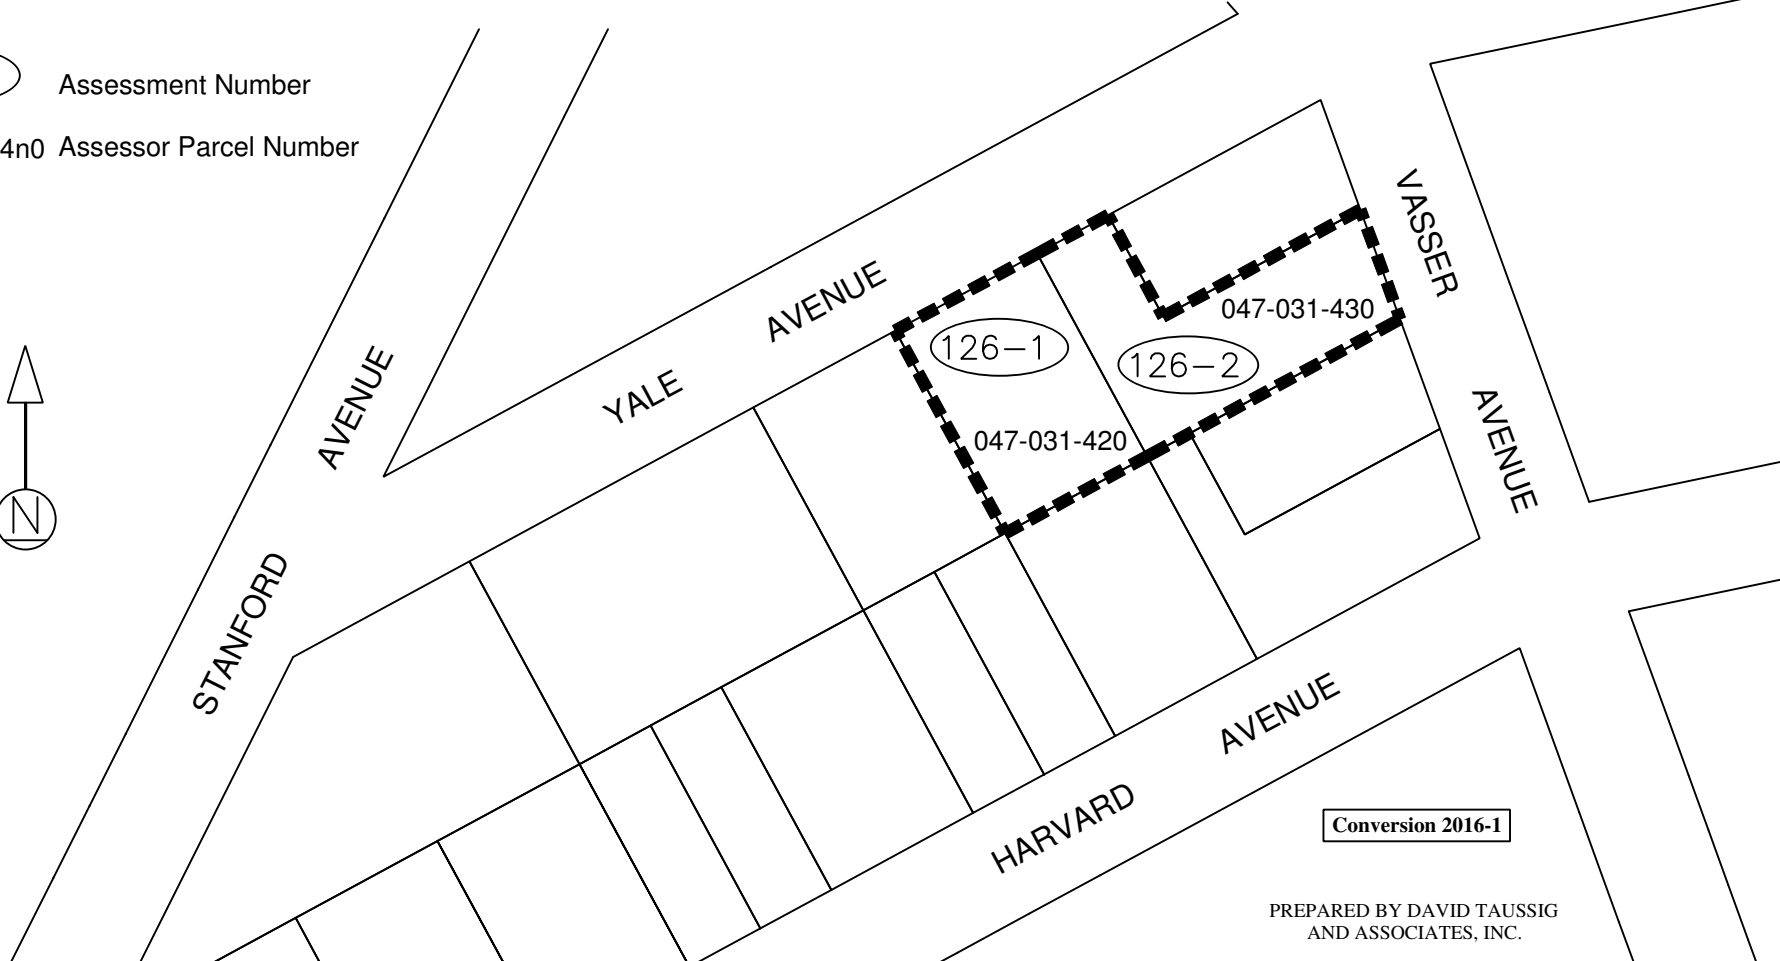 Assessment Number
4n0 Assessor Parcel Number
VASSER
AVENUE
AVENUE
YALE
AVENUE
STANFORD
126-1
047-031-430
126-2
047-031-420
N
AVENUE
HARVARD
Conversion 2016-1
PREPARED BY DAVID TAUSSIG
AND ASSOCIATES, INC.